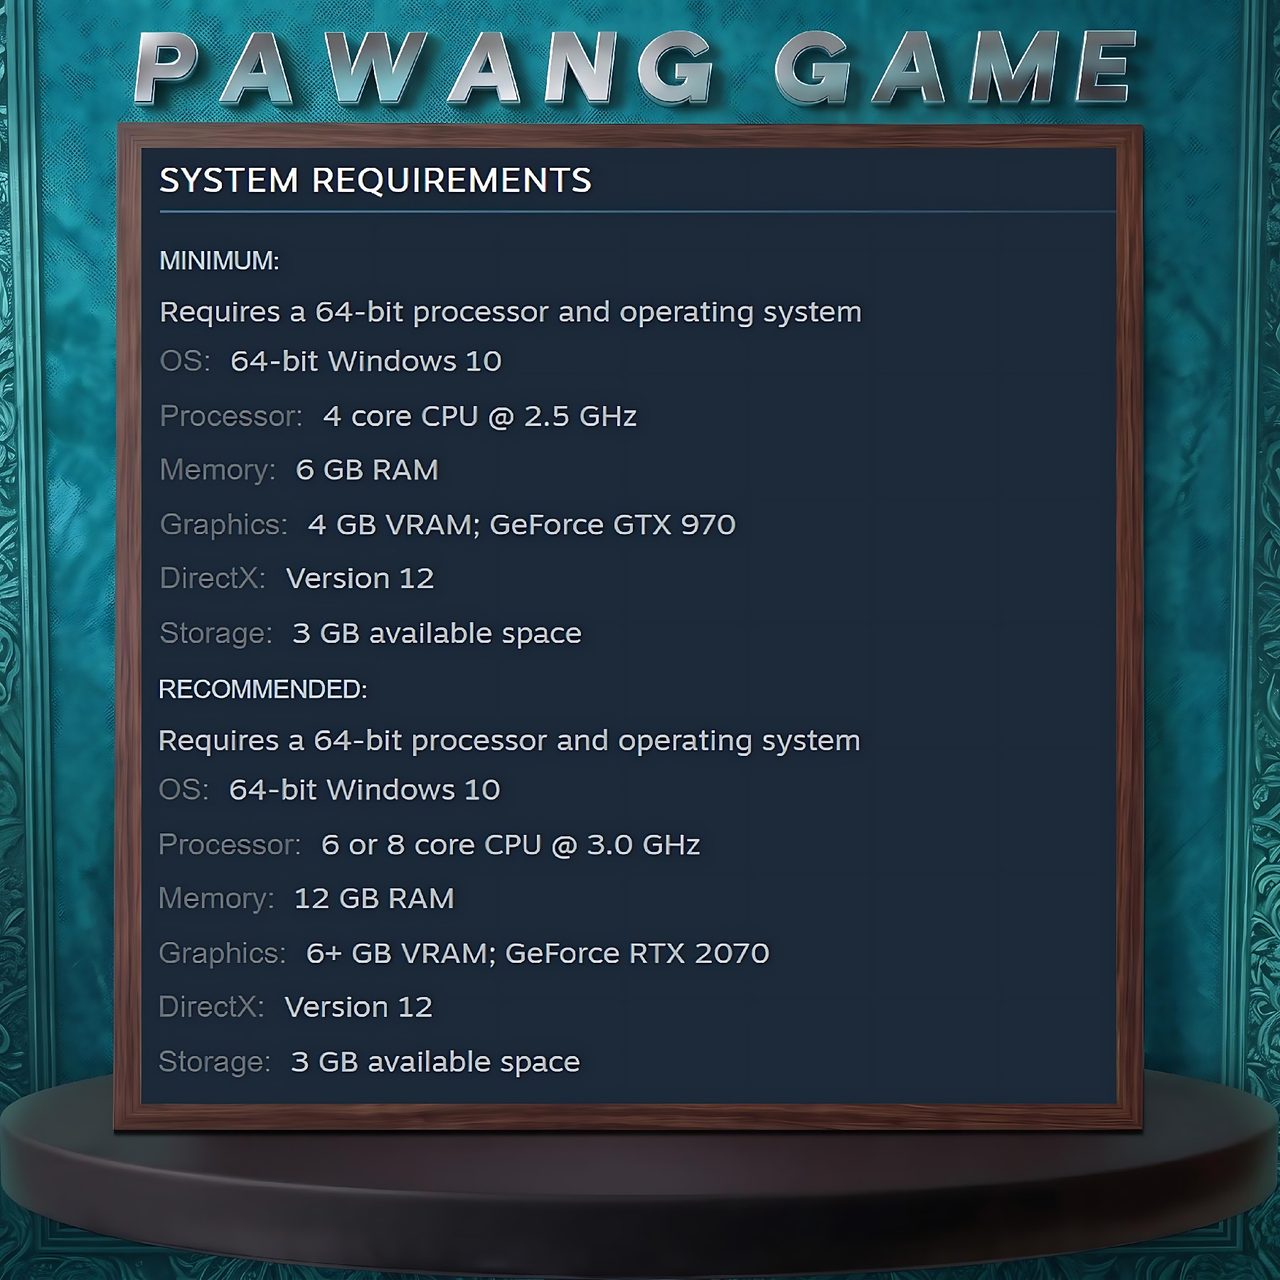 PAWANG GAME
SYSTEM REQUIREMENTS
MINIMUM:
Requires a 64-bit processor and operating system
OS: 64-bit Windows 10
Processor: 4 core CPU @ 2.5 GHz
Memory: 6 GB RAM
Graphics: 4 GB VRAM; GeForce GTX 970
DirectX: Version 12
Storage: 3 GB available space
RECOMMENDED:
Requires a 64-bit processor and operating system
OS: 64-bit Windows 10
Processor: 6 or 8 core CPU @ 3.0 GHz
Memory: 12 GB RAM
Graphics: 6+ GB VRAM; GeForce RTX 2070
DirectX: Version 12
Storage: 3 GB available space